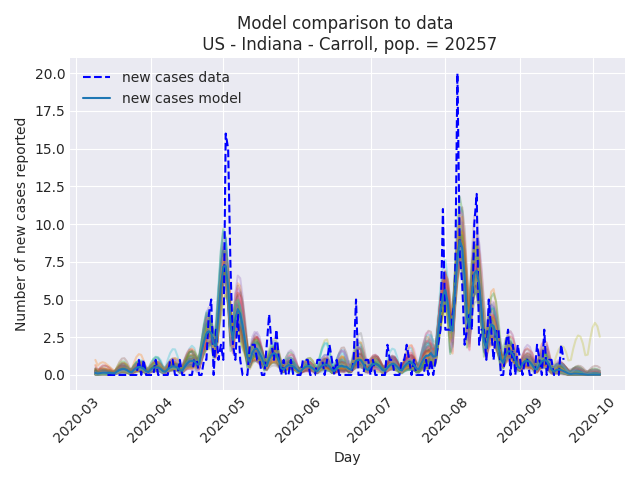 Model comparison to data
US - Indiana - Carroll, pop. = 20257
new cases data
new cases model
Number of new cases reported
20.0
17.5
15.0
12.5
10.0
7.5
5.0
2.5
0.0
2020-03
2020-04
2020-05
2020-06
2020-07
2020-08
2020-09
2020-10
Day